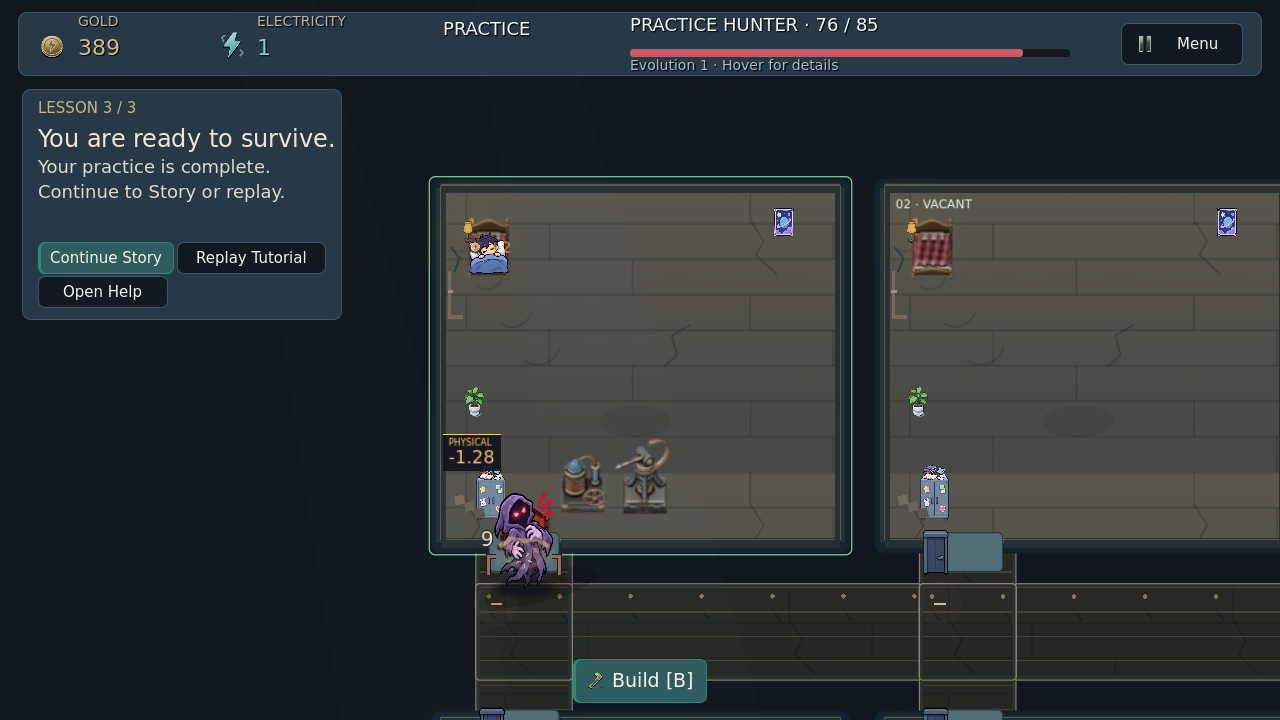 GOLD
389
ELECTRICITY
1
PRACTICE
PRACTICE HUNTER · 76 / 85
Evolution 1 · Hover for details
Menu
LESSON 3 / 3
You are ready to survive.
Your practice is complete.
Continue to Story or replay.
Continue Story
Replay Tutorial
Open Help
02 · VACANT
PHYSICAL
-1.28
9
Build [B]